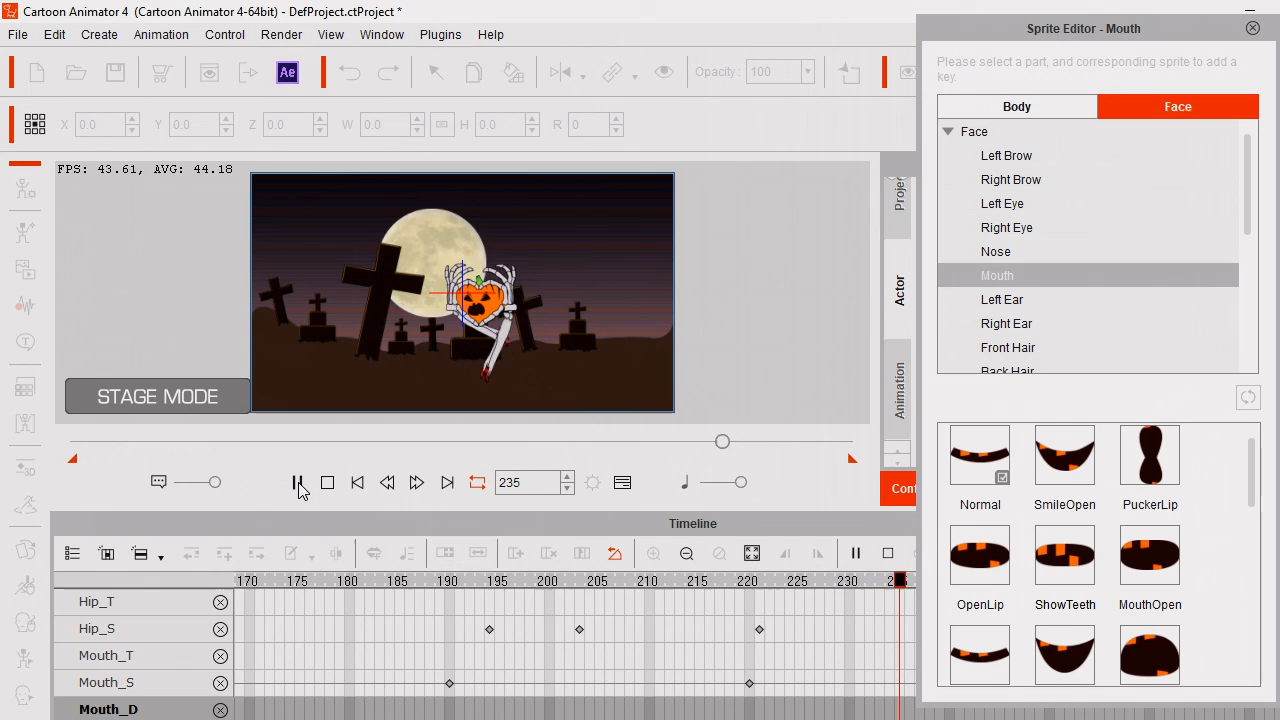 Cartoon Animator 4 (Cartoon Animator 4-64bit) - DefProject.ctProject *
File Edit Create Animation Control Render View Window Plugins Help
Sprite Editor - Mouth
Please select a part, and corresponding sprite to add a
key.
Ae
Opacity : 100
Body Face
X 0.0 Y 0.0 Z 0.0 W 0.0 H 0.0 R 0
Face
Left Brow
Right Brow
Left Eye
Right Eye
Nose
Mouth
Left Ear
Right Ear
Front Hair
Back Hair
FPS: 43.61, AVG: 44.18
Actor
Animation
STAGE MODE
235
3D
Normal SmileOpen PuckerLip
OpenLip ShowTeeth MouthOpen
Timeline
170 175 180 185 190 195 200 205 210 215 220 225 230
Hip_T
Hip_S
Mouth_T
Mouth_S
Mouth_D